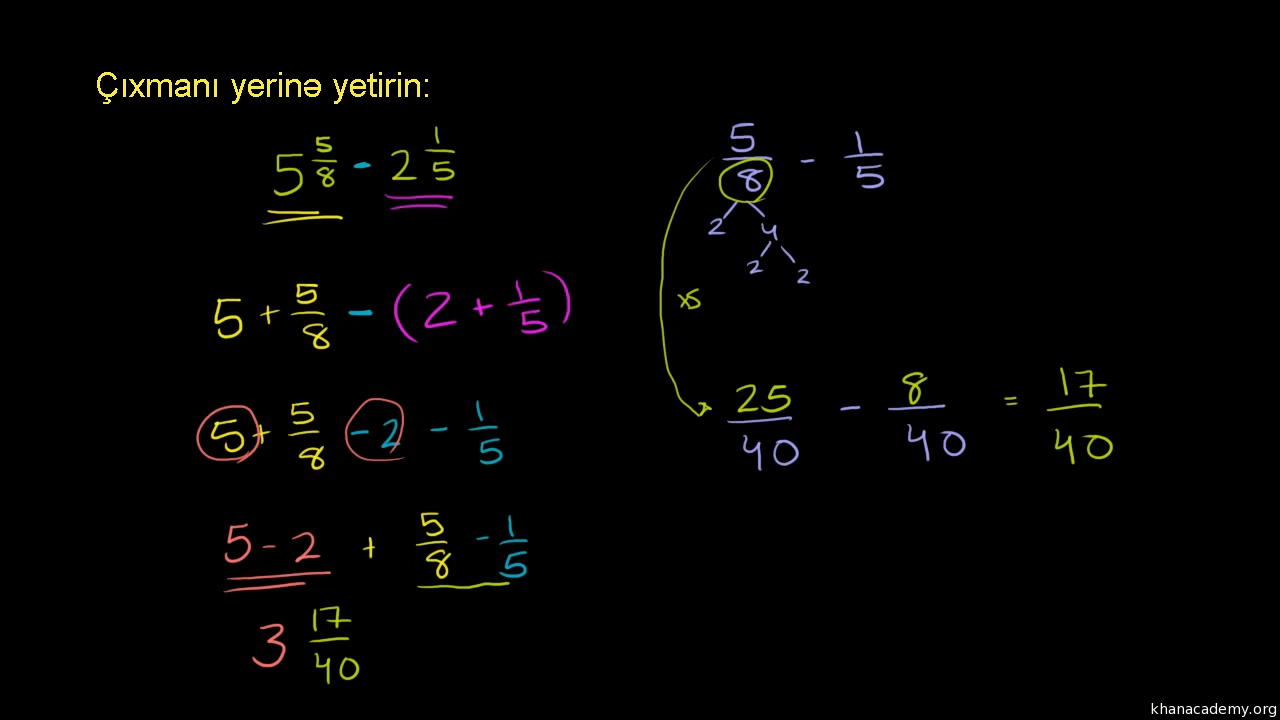 Çıxmanı yerinə yetirin:
5 5/8 - 2 1/5
5 + 5/8 - (2 + 1/5)
5 + 5/8 - 2 - 1/5
5 - 2 + 5/8 - 1/5
3 17/40
5/8 - 1/5
2 4
2 2
x5
25/40 - 8/40 = 17/40
khanacademy.org